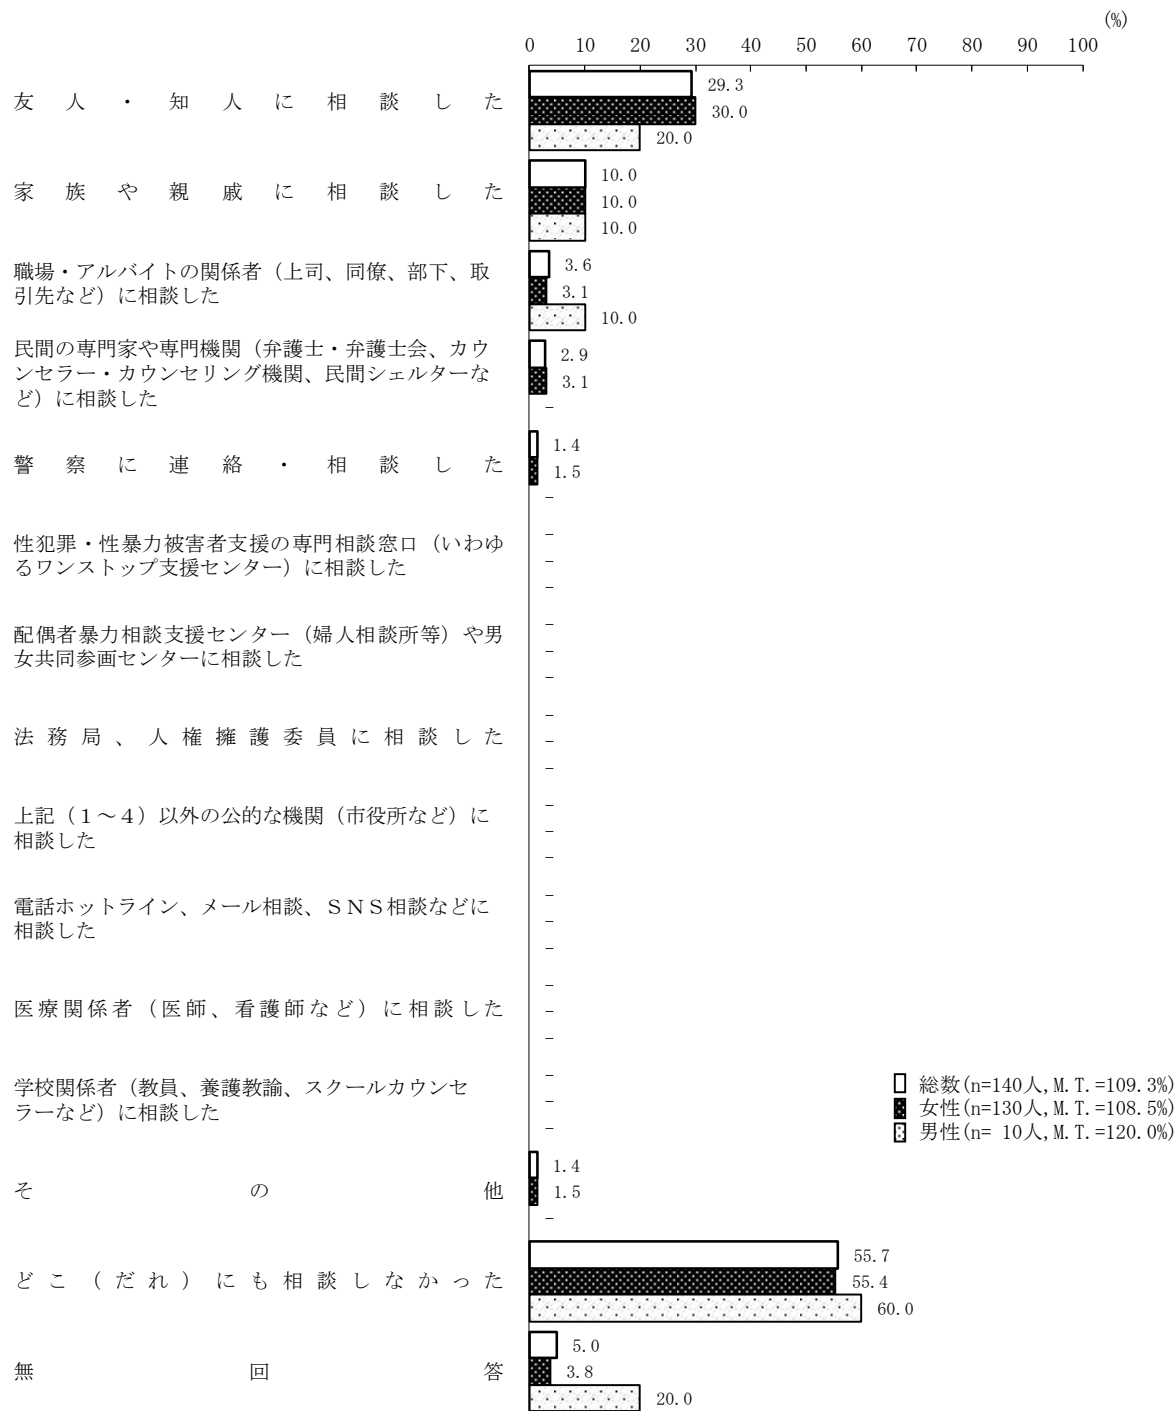 (%)
0 10 20 30 40 50 60 70 80 90 100
友人・知人に相談した
29.3
30.0
20.0
家族や親戚に相談した
10.0
10.0
10.0
職場・アルバイトの関係者（上司、同僚、部下、取
引先など）に相談した
3.6
3.1
10.0
民間の専門家や専門機関（弁護士・弁護士会、カウ
ンセラー・カウンセリング機関、民間シェルターな
ど）に相談した
2.9
3.1
－
警察に連絡・相談した
1.4
1.5
－
性犯罪・性暴力被害者支援の専門相談窓口（いわゆ
るワンストップ支援センター）に相談した
－
－
－
配偶者暴力相談支援センター（婦人相談所等）や男
女共同参画センターに相談した
－
－
－
法務局、人権擁護委員に相談した
－
－
－
上記（１～４）以外の公的な機関（市役所など）に
相談した
－
－
－
電話ホットライン、メール相談、ＳＮＳ相談などに
相談した
－
－
－
医療関係者（医師、看護師など）に相談した
－
－
－
学校関係者（教員、養護教諭、スクールカウンセ
ラーなど）に相談した
－
－
－
総数(n=140人,M.T.=109.3%)
女性(n=130人,M.T.=108.5%)
男性(n= 10人,M.T.=120.0%)
その他
1.4
1.5
－
どこ（だれ）にも相談しなかった
55.7
55.4
60.0
無回答
5.0
3.8
20.0